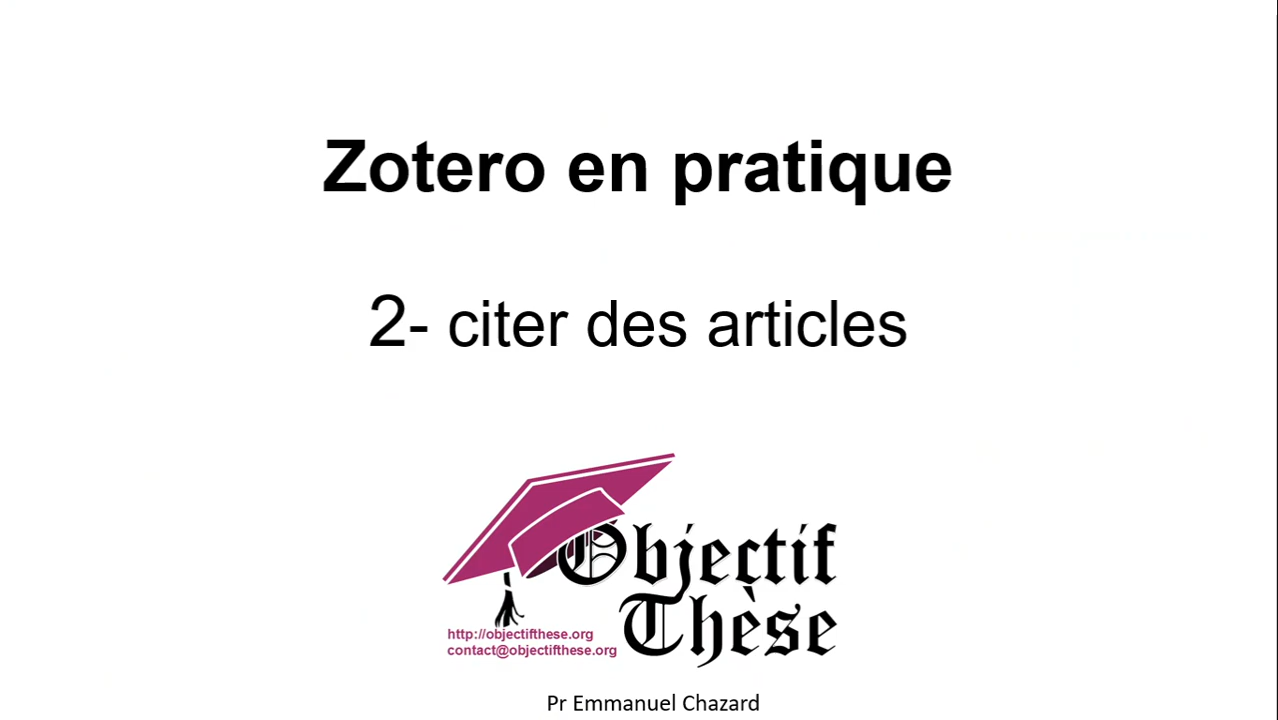 Zotero en pratique
2- citer des articles
Objectif
Thèse
http://objectifthese.org
contact@objectifthese.org
Pr Emmanuel Chazard